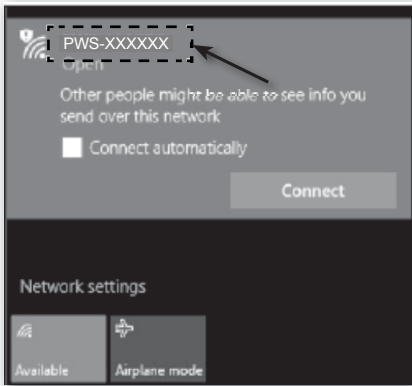 PWS-XXXXXX
Open
Other people might be able to see info you
send over this network
Connect automatically
Connect
Network settings
Available
Airplane mode